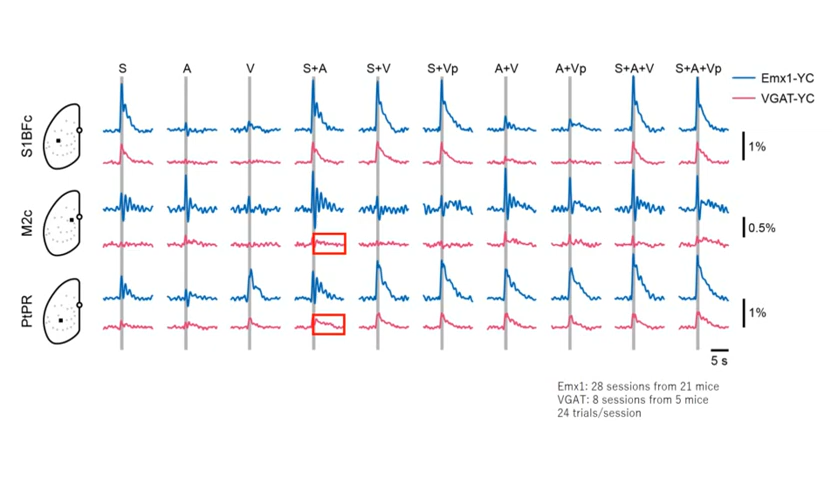 S A V S+A S+V S+Vp A+V A+Vp S+A+V S+A+Vp
Emx1-YC
VGAT-YC
S1BFc
1%
M2c
0.5%
PtPR
1%
5 s
Emx1: 28 sessions from 21 mice
VGAT: 8 sessions from 5 mice
24 trials/session